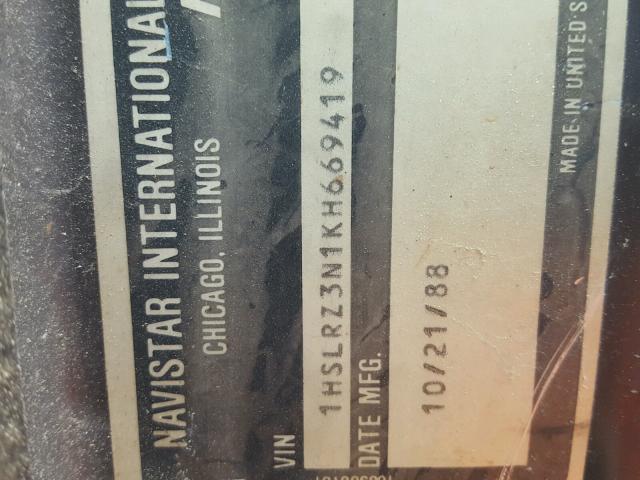 NAVISTAR INTERNATIONAL
CHICAGO, ILLINOIS
VIN 1HSLRZ3N1KH669419
DATE MFG. 10/21/88
MADE IN UNITED S